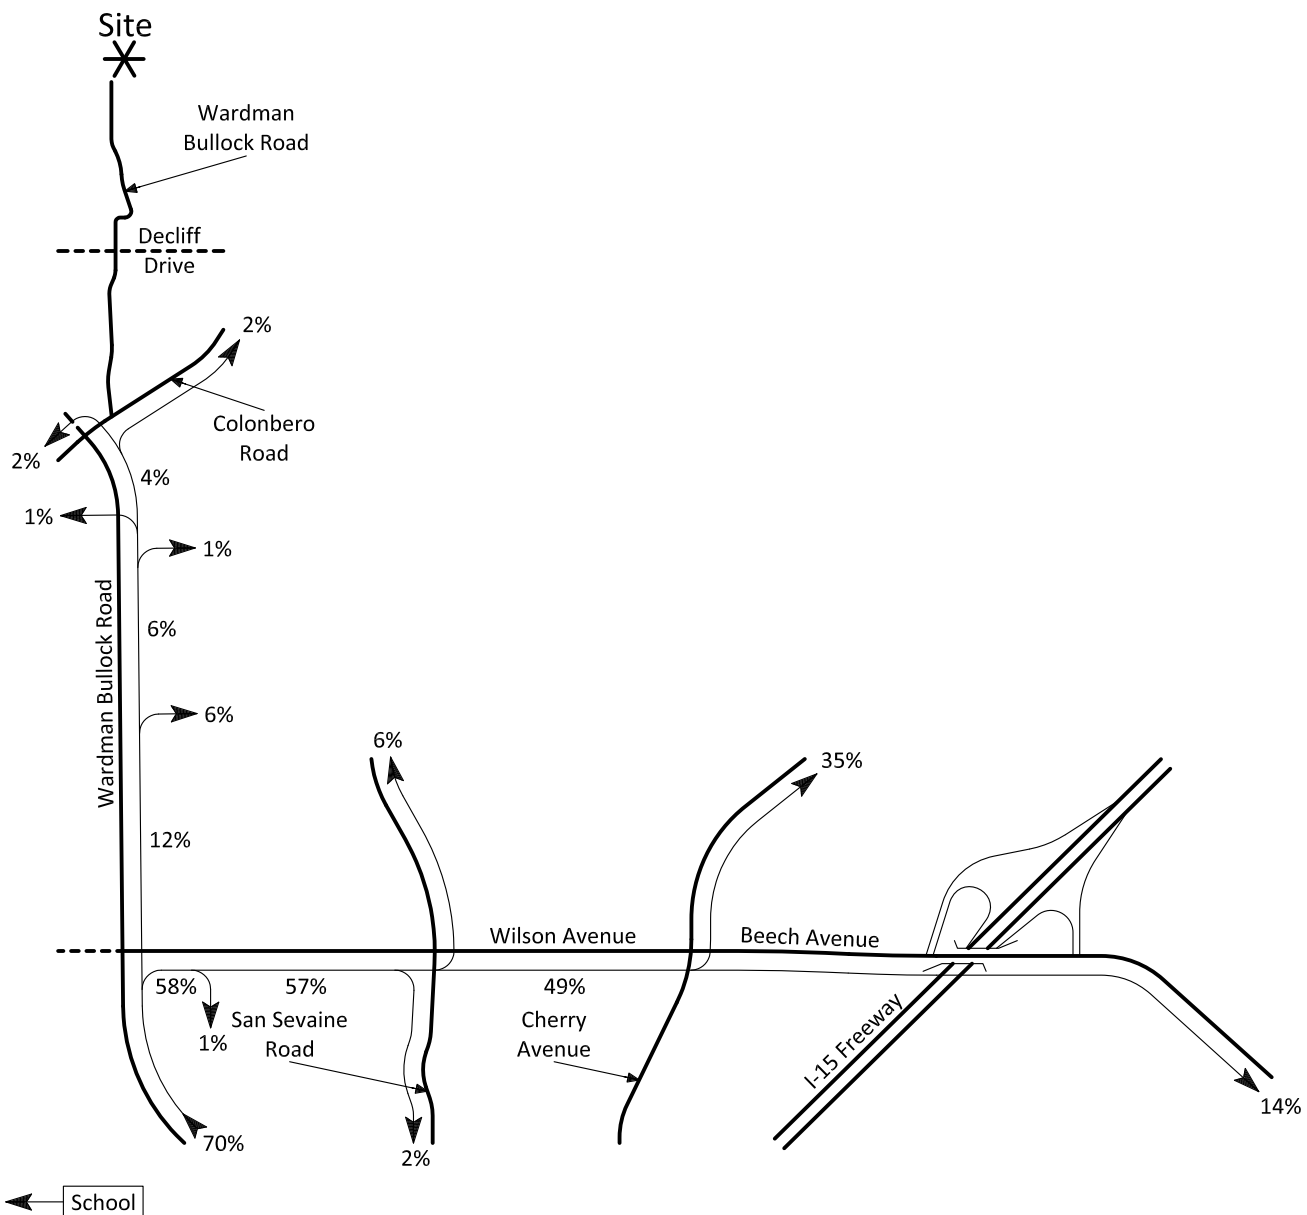 Site
Wardman
Bullock Road
Decliff
Drive
2%
Colonbero
Road
2%
4%
1%
1%
Wardman Bullock Road
6%
6%
12%
6%
35%
Wilson Avenue
Beech Avenue
58%
57%
49%
San Sevaine
Road
1%
Cherry
Avenue
I-15 Freeway
14%
70%
2%
School